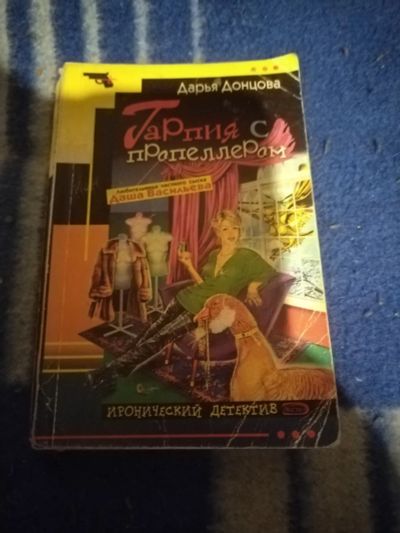 Дарья Донцова
Гарпия с
пропеллером
Любительница частного сыска
Даша Васильева
ИРОНИЧЕСКИЙ ДЕТЕКТИВ